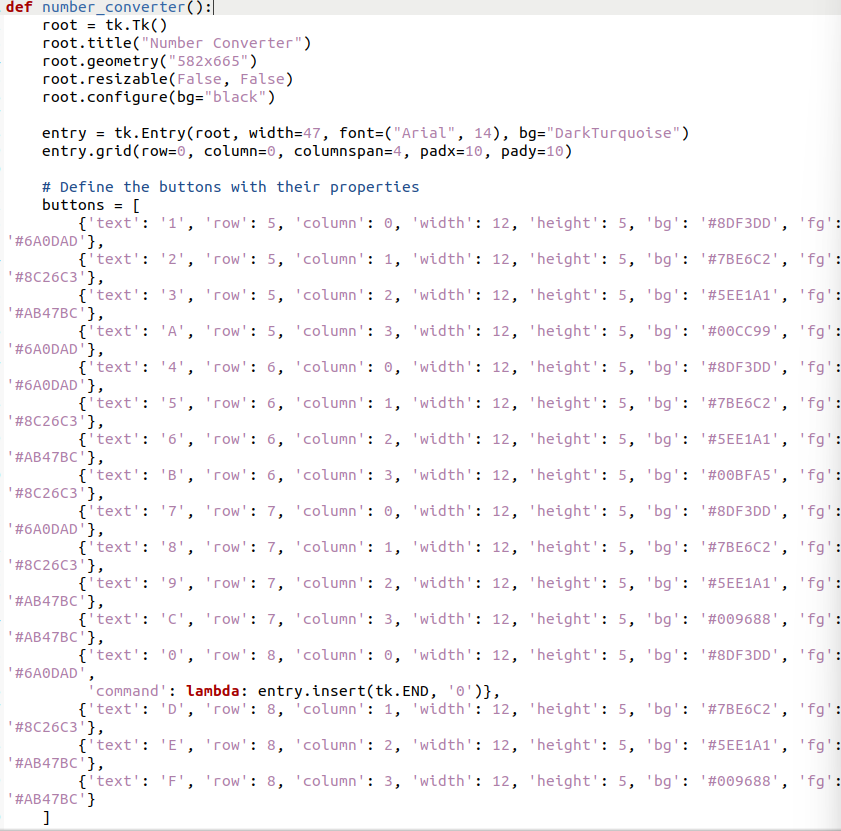 def number_converter():
    root = tk.Tk()
    root.title("Number Converter")
    root.geometry("582x665")
    root.resizable(False, False)
    root.configure(bg="black")

    entry = tk.Entry(root, width=47, font=("Arial", 14), bg="DarkTurquoise")
    entry.grid(row=0, column=0, columnspan=4, padx=10, pady=10)

    # Define the buttons with their properties
    buttons = [
        {'text': '1', 'row': 5, 'column': 0, 'width': 12, 'height': 5, 'bg': '#8DF3DD', 'fg':
'#6A0DAD'},
        {'text': '2', 'row': 5, 'column': 1, 'width': 12, 'height': 5, 'bg': '#7BE6C2', 'fg':
'#8C26C3'},
        {'text': '3', 'row': 5, 'column': 2, 'width': 12, 'height': 5, 'bg': '#5EE1A1', 'fg':
'#AB47BC'},
        {'text': 'A', 'row': 5, 'column': 3, 'width': 12, 'height': 5, 'bg': '#00CC99', 'fg':
'#6A0DAD'},
        {'text': '4', 'row': 6, 'column': 0, 'width': 12, 'height': 5, 'bg': '#8DF3DD', 'fg':
'#6A0DAD'},
        {'text': '5', 'row': 6, 'column': 1, 'width': 12, 'height': 5, 'bg': '#7BE6C2', 'fg':
'#8C26C3'},
        {'text': '6', 'row': 6, 'column': 2, 'width': 12, 'height': 5, 'bg': '#5EE1A1', 'fg':
'#AB47BC'},
        {'text': 'B', 'row': 6, 'column': 3, 'width': 12, 'height': 5, 'bg': '#00BFA5', 'fg':
'#8C26C3'},
        {'text': '7', 'row': 7, 'column': 0, 'width': 12, 'height': 5, 'bg': '#8DF3DD', 'fg':
'#6A0DAD'},
        {'text': '8', 'row': 7, 'column': 1, 'width': 12, 'height': 5, 'bg': '#7BE6C2', 'fg':
'#8C26C3'},
        {'text': '9', 'row': 7, 'column': 2, 'width': 12, 'height': 5, 'bg': '#5EE1A1', 'fg':
'#AB47BC'},
        {'text': 'C', 'row': 7, 'column': 3, 'width': 12, 'height': 5, 'bg': '#009688', 'fg':
'#AB47BC'},
        {'text': '0', 'row': 8, 'column': 0, 'width': 12, 'height': 5, 'bg': '#8DF3DD', 'fg':
'#6A0DAD',
         'command': lambda: entry.insert(tk.END, '0')},
        {'text': 'D', 'row': 8, 'column': 1, 'width': 12, 'height': 5, 'bg': '#7BE6C2', 'fg':
'#8C26C3'},
        {'text': 'E', 'row': 8, 'column': 2, 'width': 12, 'height': 5, 'bg': '#5EE1A1', 'fg':
'#AB47BC'},
        {'text': 'F', 'row': 8, 'column': 3, 'width': 12, 'height': 5, 'bg': '#009688', 'fg':
'#AB47BC'}
    ]